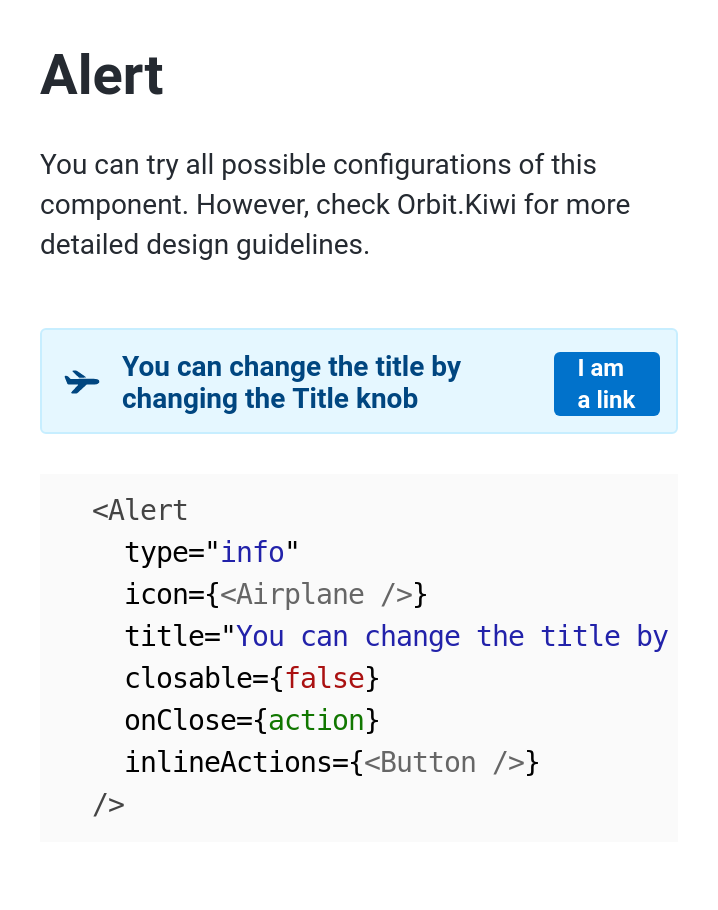 Alert
You can try all possible configurations of this
component. However, check Orbit.Kiwi for more
detailed design guidelines.
You can change the title by
changing the Title knob
I am
a link
<Alert
type="info"
icon={<Airplane />}
title="You can change the title by
closable={false}
onClose={action}
inlineActions={<Button />}
/>